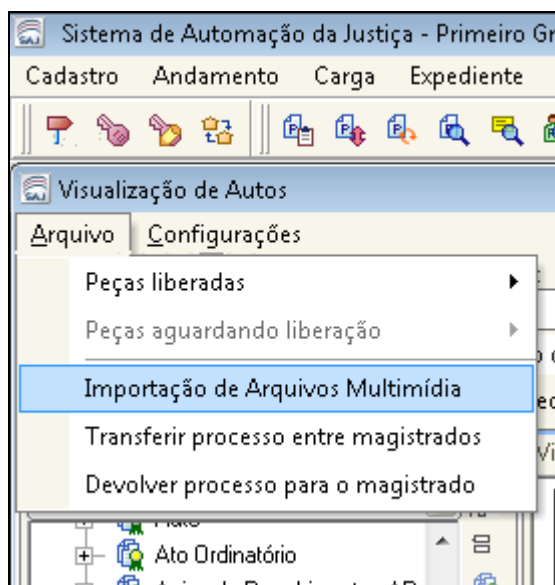 Sistema de Automação da Justiça - Primeiro
Cadastro Andamento Carga Expediente
Visualização de Autos
Arquivo Configurações
Peças liberadas
Peças aguardando liberação
Importação de Arquivos Multimídia
Transferir processo entre magistrados
Devolver processo para o magistrado
Ato Ordinatório